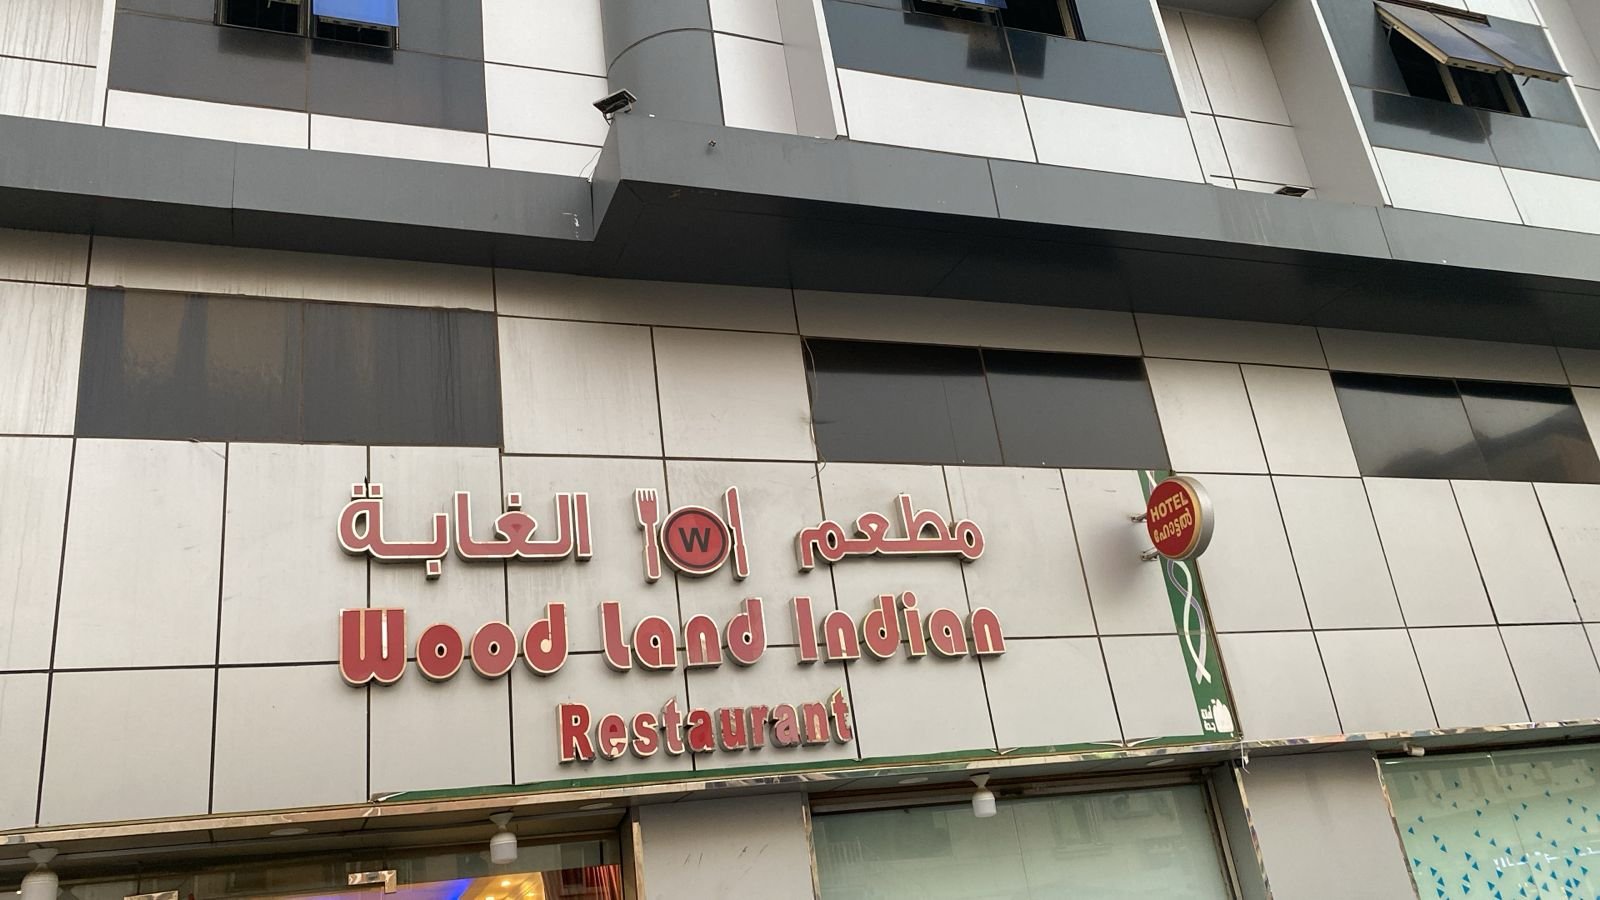 مطعم الغابة
W
Wood Land Indian
Restaurant
HOTEL
ഹോട്ടൽ